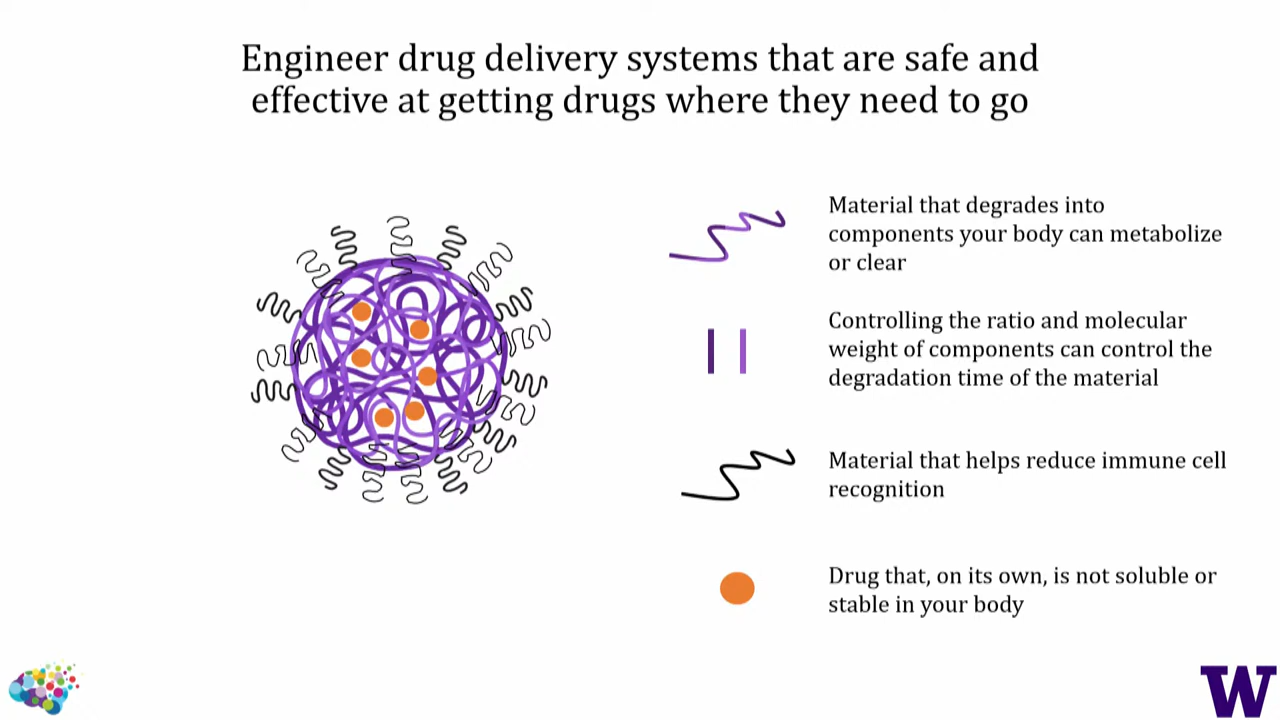 Engineer drug delivery systems that are safe and
effective at getting drugs where they need to go
Material that degrades into
components your body can metabolize
or clear
Controlling the ratio and molecular
weight of components can control the
degradation time of the material
Material that helps reduce immune cell
recognition
Drug that, on its own, is not soluble or
stable in your body
W